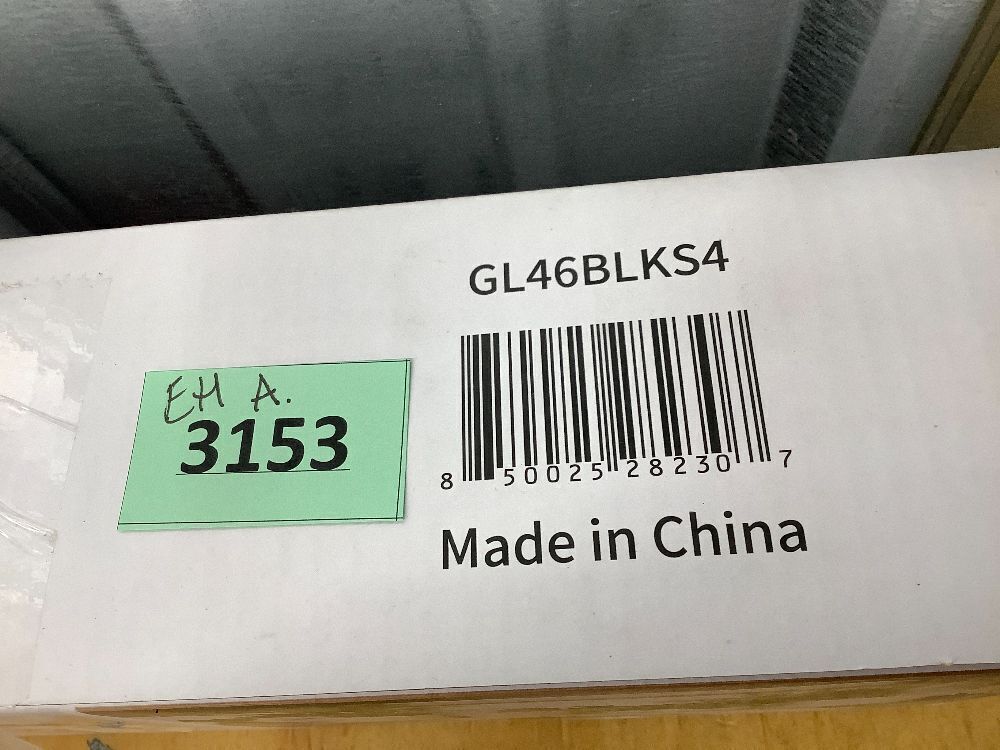 GL46BLKS4
EH A.
3153
8 50025 28230 7
Made in China